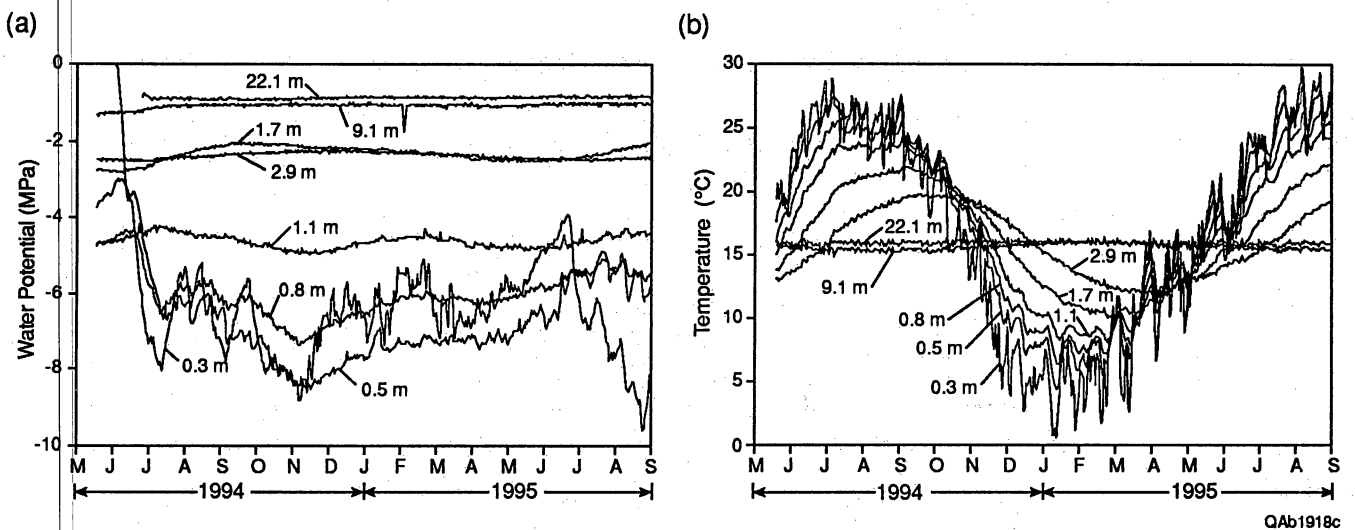 (a)
Water Potential (MPa)
0
-2
-4
-6
-8
-10
22.1 m
9.1 m
1.7 m
2.9 m
1.1 m
0.8 m
0.3 m
0.5 m
M J J A S O N D J F M A M J J A S
1994 1995
(b)
Temperature (°C)
30
25
20
15
10
5
0
22.1 m
2.9 m
9.1 m
1.7 m
0.8 m
1.1
0.5 m
0.3 m
M J J A S O N D J F M A M J J A S
1994 1995
QAb1918c